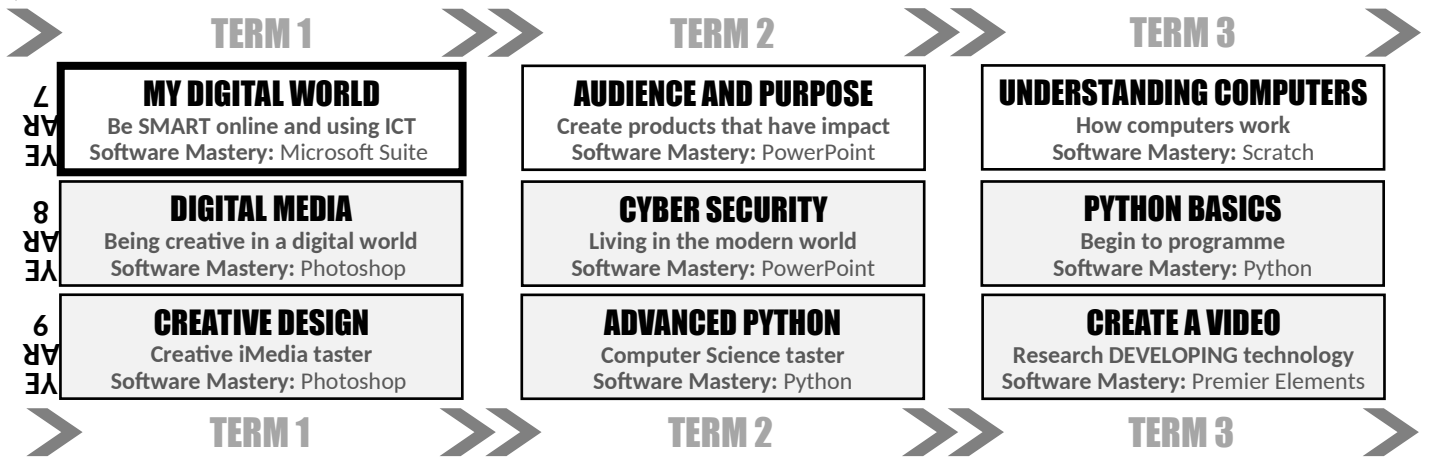 TERM 1 TERM 2 TERM 3
YEAR 7
MY DIGITAL WORLD
Be SMART online and using ICT
Software Mastery: Microsoft Suite
AUDIENCE AND PURPOSE
Create products that have impact
Software Mastery: PowerPoint
UNDERSTANDING COMPUTERS
How computers work
Software Mastery: Scratch
YEAR 8
DIGITAL MEDIA
Being creative in a digital world
Software Mastery: Photoshop
CYBER SECURITY
Living in the modern world
Software Mastery: PowerPoint
PYTHON BASICS
Begin to programme
Software Mastery: Python
YEAR 9
CREATIVE DESIGN
Creative iMedia taster
Software Mastery: Photoshop
ADVANCED PYTHON
Computer Science taster
Software Mastery: Python
CREATE A VIDEO
Research DEVELOPING technology
Software Mastery: Premier Elements
TERM 1 TERM 2 TERM 3